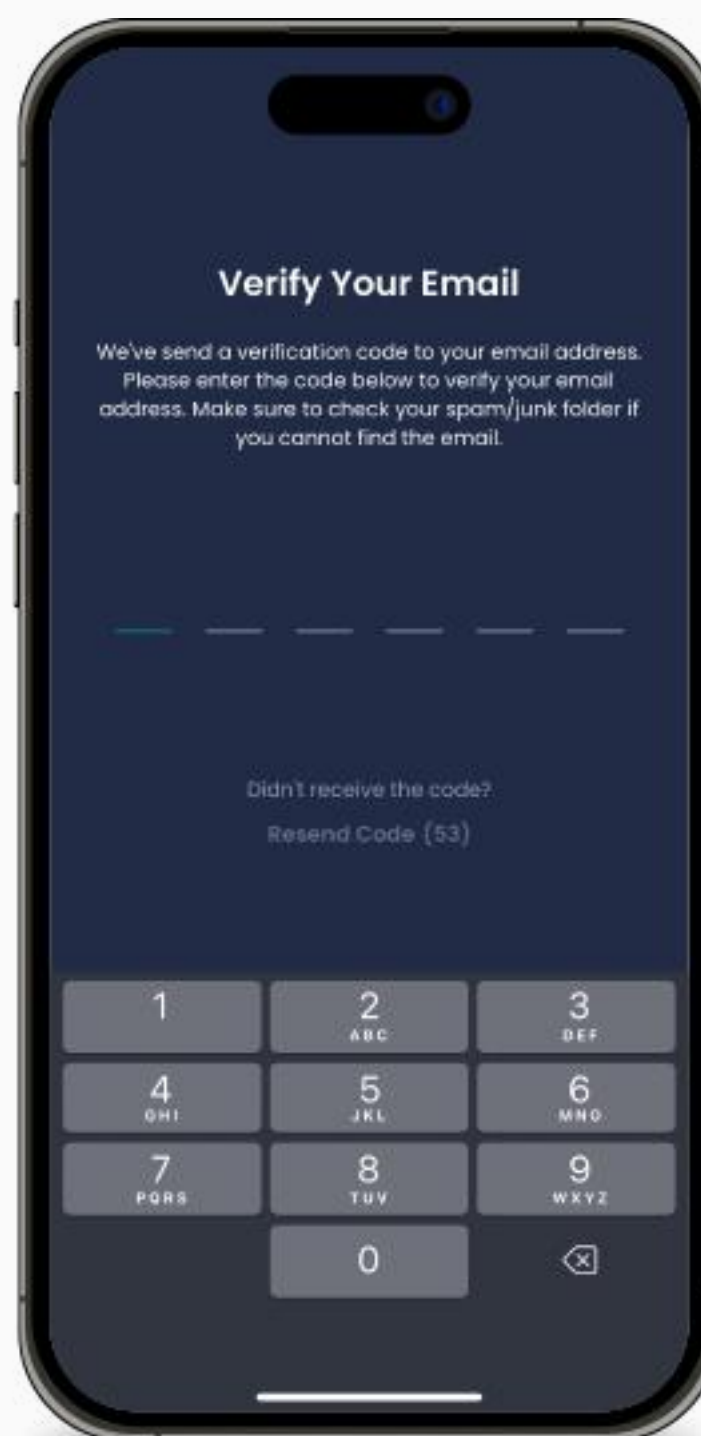 Verify Your Email
We've send a verification code to your email address.
Please enter the code below to verify your email
address. Make sure to check your spam/junk folder if
you cannot find the email.
Didn't receive the code?
Resend Code (53)
1 2 3
ABC DEF
4 5 6
GHI JKL MNO
7 8 9
PQRS TUV WXYZ
0